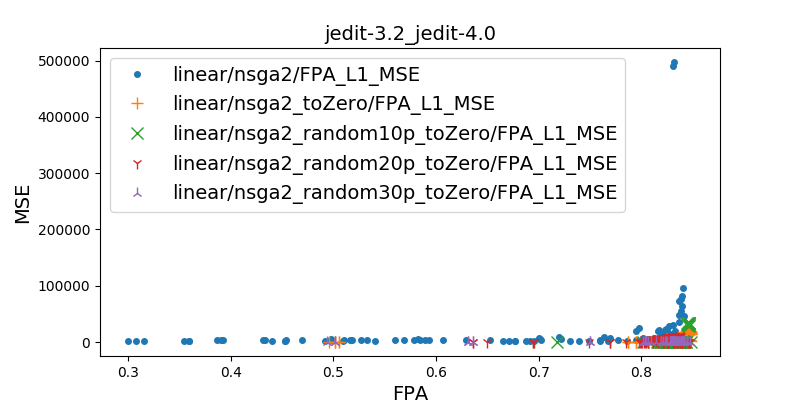 jedit-3.2_jedit-4.0
500000
400000
300000
200000
100000
0
MSE
linear/nsga2/FPA_L1_MSE
linear/nsga2_toZero/FPA_L1_MSE
linear/nsga2_random10p_toZero/FPA_L1_MSE
linear/nsga2_random20p_toZero/FPA_L1_MSE
linear/nsga2_random30p_toZero/FPA_L1_MSE
0.3 0.4 0.5 0.6 0.7 0.8
FPA